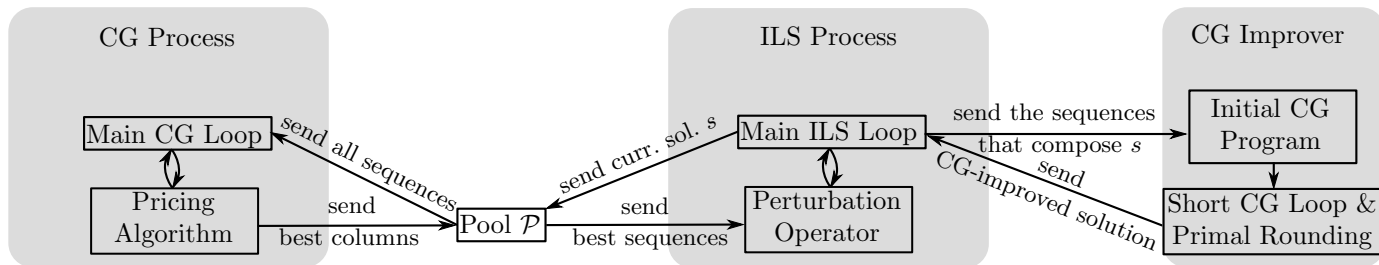 CG Process
Main CG Loop
Pricing
Algorithm
send all sequences
send
best columns
Pool 𝒫
ILS Process
send curr. sol. s
Main ILS Loop
send
best sequences
Perturbation
Operator
CG Improver
send the sequences
that compose s
send
CG-improved solution
Initial CG
Program
Short CG Loop &
Primal Rounding